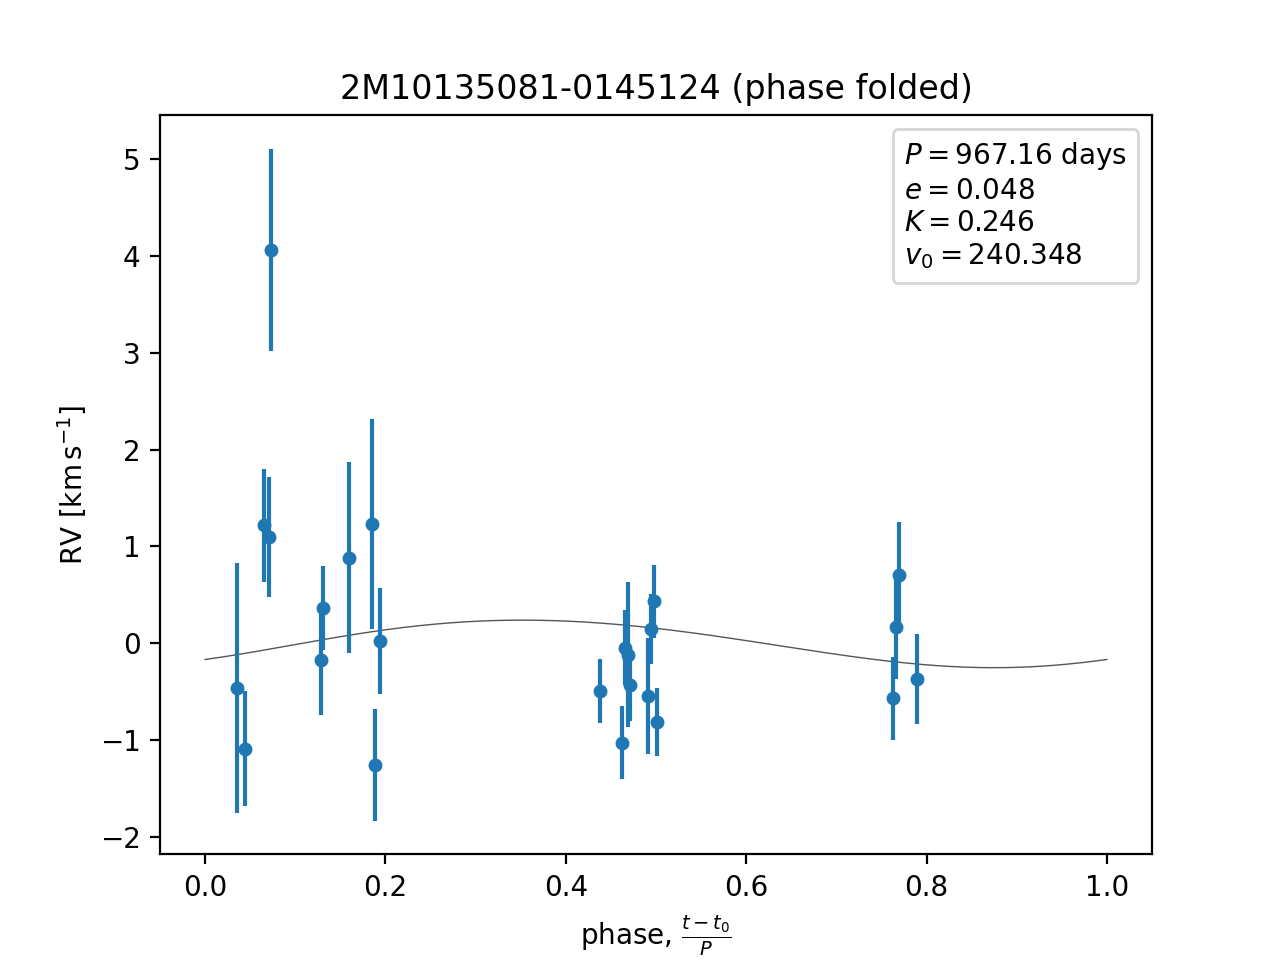 2M10135081-0145124 (phase folded)
P = 967.16 days
e = 0.048
K = 0.246
v₀ = 240.348
5
4
3
2
1
0
−1
−2
RV [km s⁻¹]
0.0 0.2 0.4 0.6 0.8 1.0
phase, (t − t₀)/P